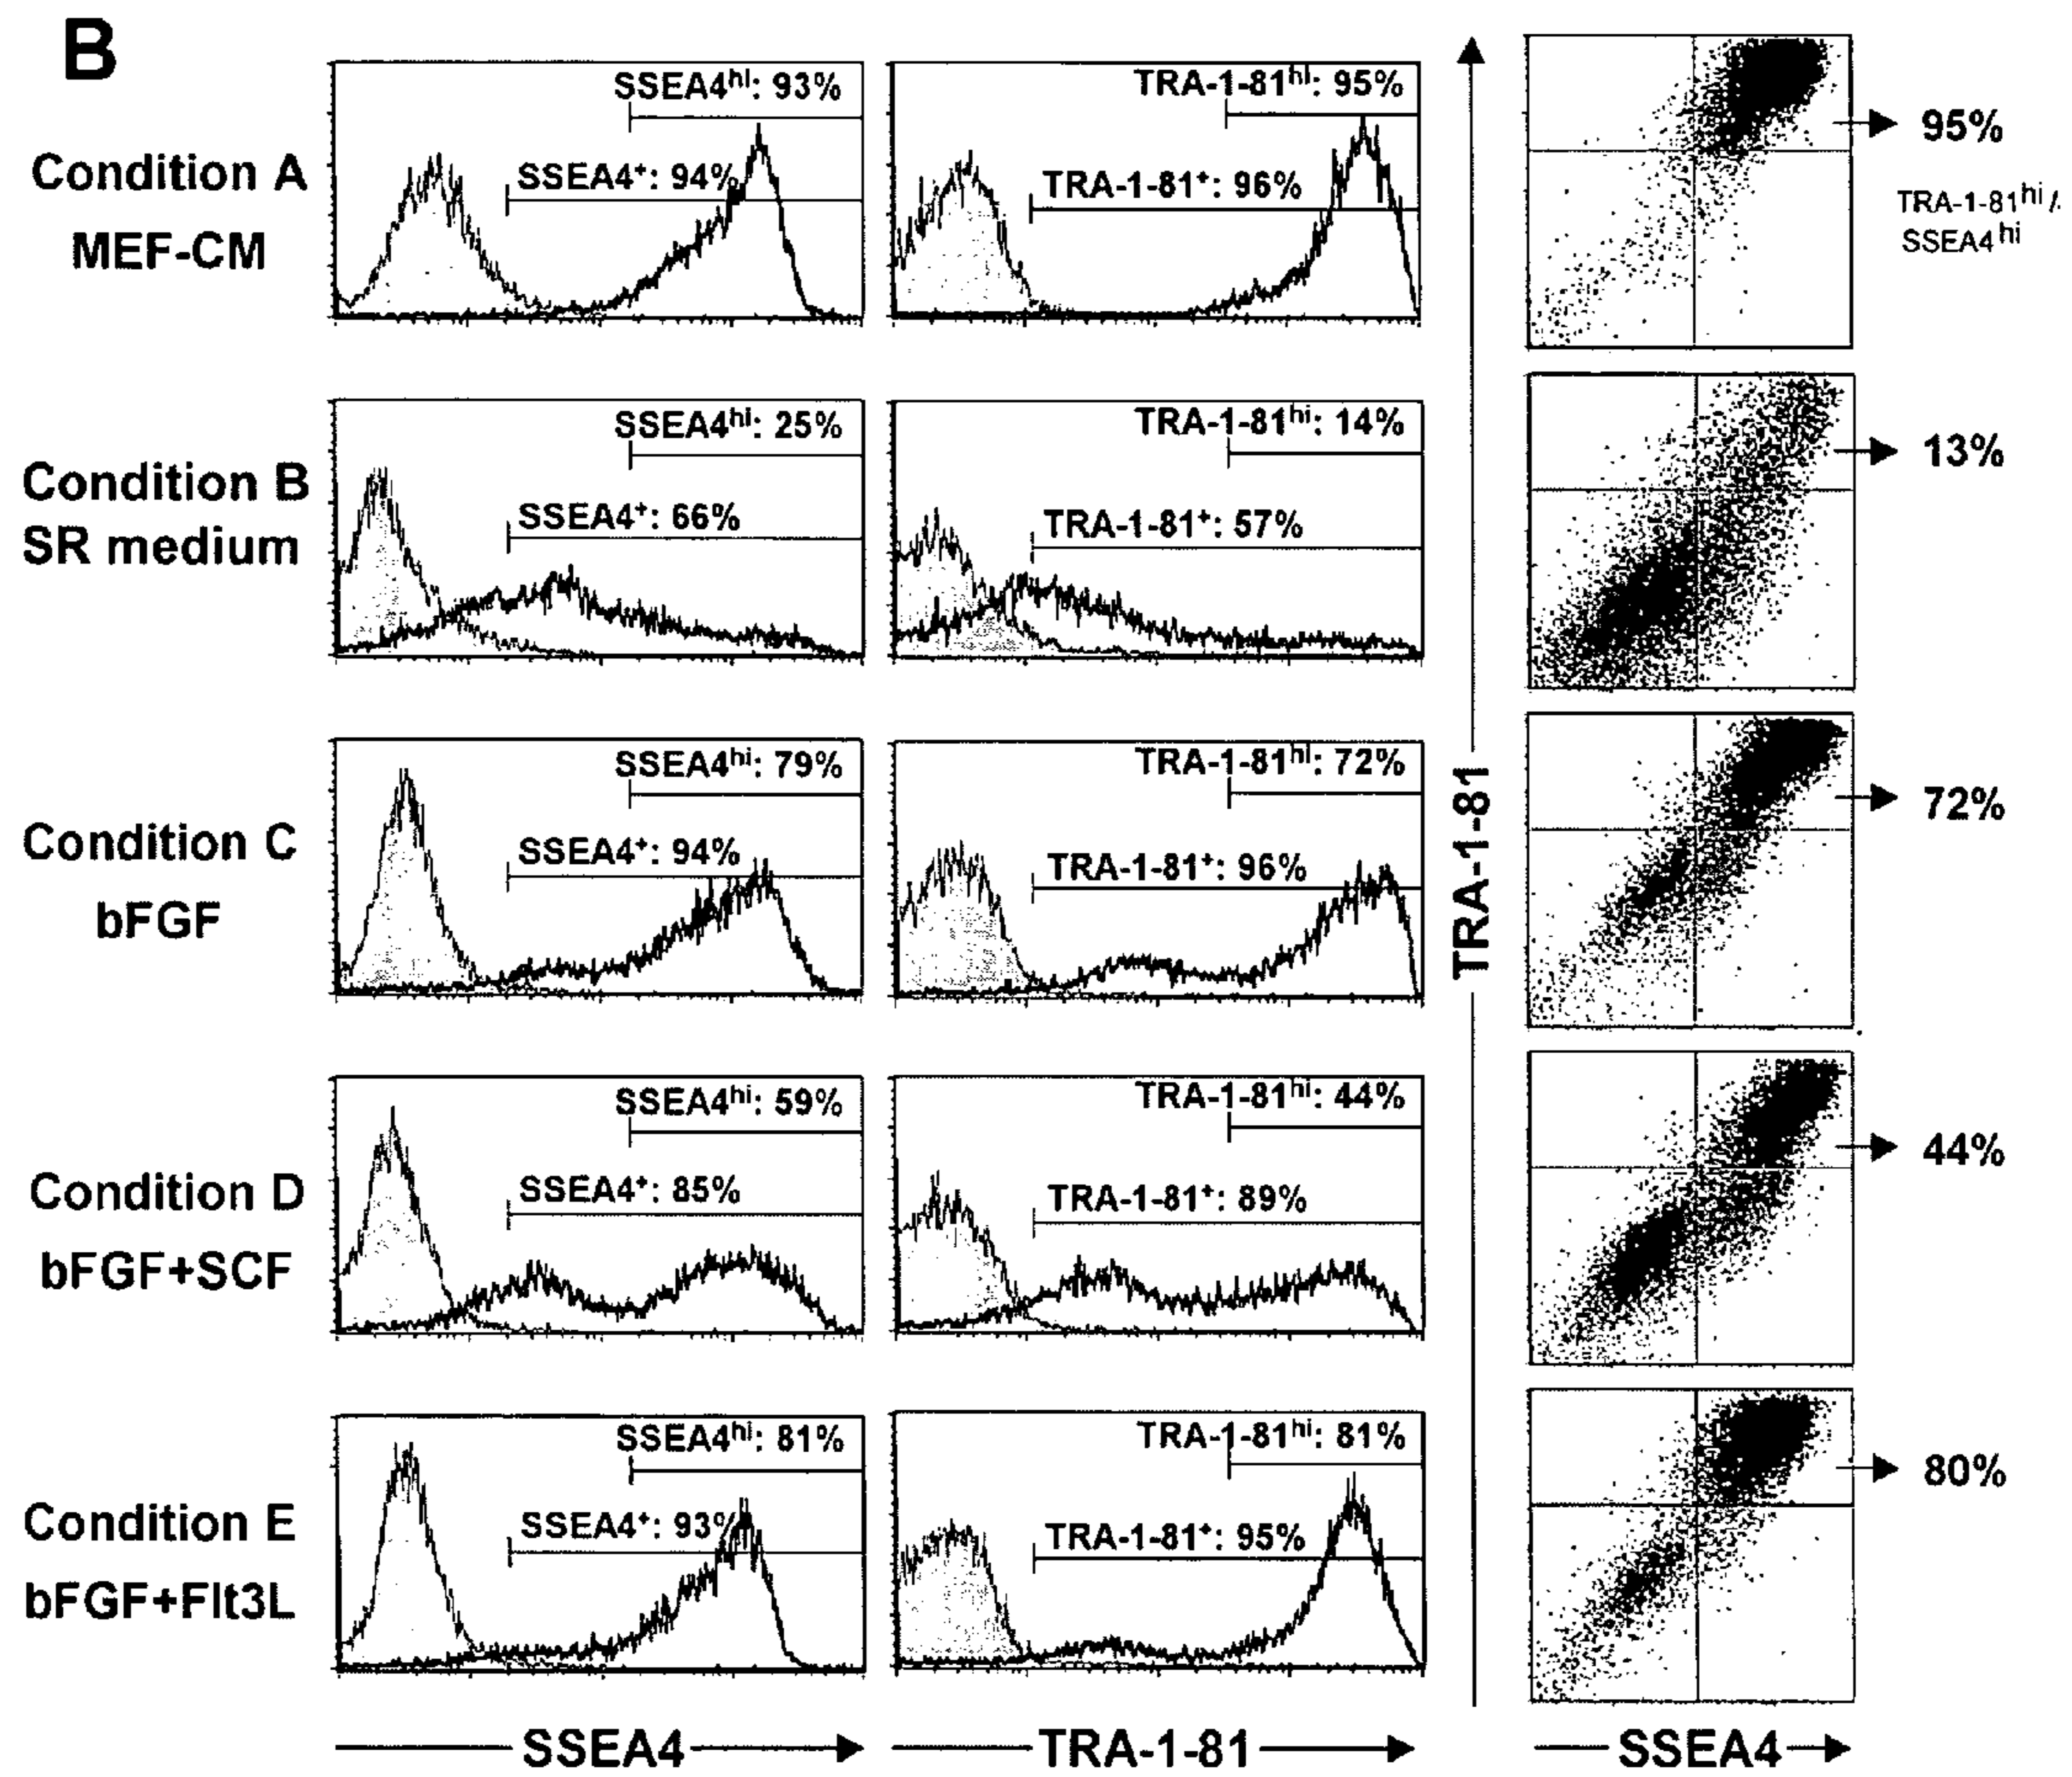 B
SSEA4hi: 93%
TRA-1-81hi: 95%
Condition A
MEF-CM
SSEA4+: 94%
TRA-1-81+: 96%
95%
TRA-1-81hi/
SSEA4hi
SSEA4hi: 25%
TRA-1-81hi: 14%
Condition B
SR medium
SSEA4+: 66%
TRA-1-81+: 57%
13%
SSEA4hi: 79%
TRA-1-81hi: 72%
Condition C
bFGF
SSEA4+: 94%
TRA-1-81+: 96%
72%
TRA-1-81
SSEA4hi: 59%
TRA-1-81hi: 44%
Condition D
bFGF+SCF
SSEA4+: 85%
TRA-1-81+: 89%
44%
SSEA4hi: 81%
TRA-1-81hi: 81%
Condition E
bFGF+Flt3L
SSEA4+: 93%
TRA-1-81+: 95%
80%
SSEA4
TRA-1-81
SSEA4